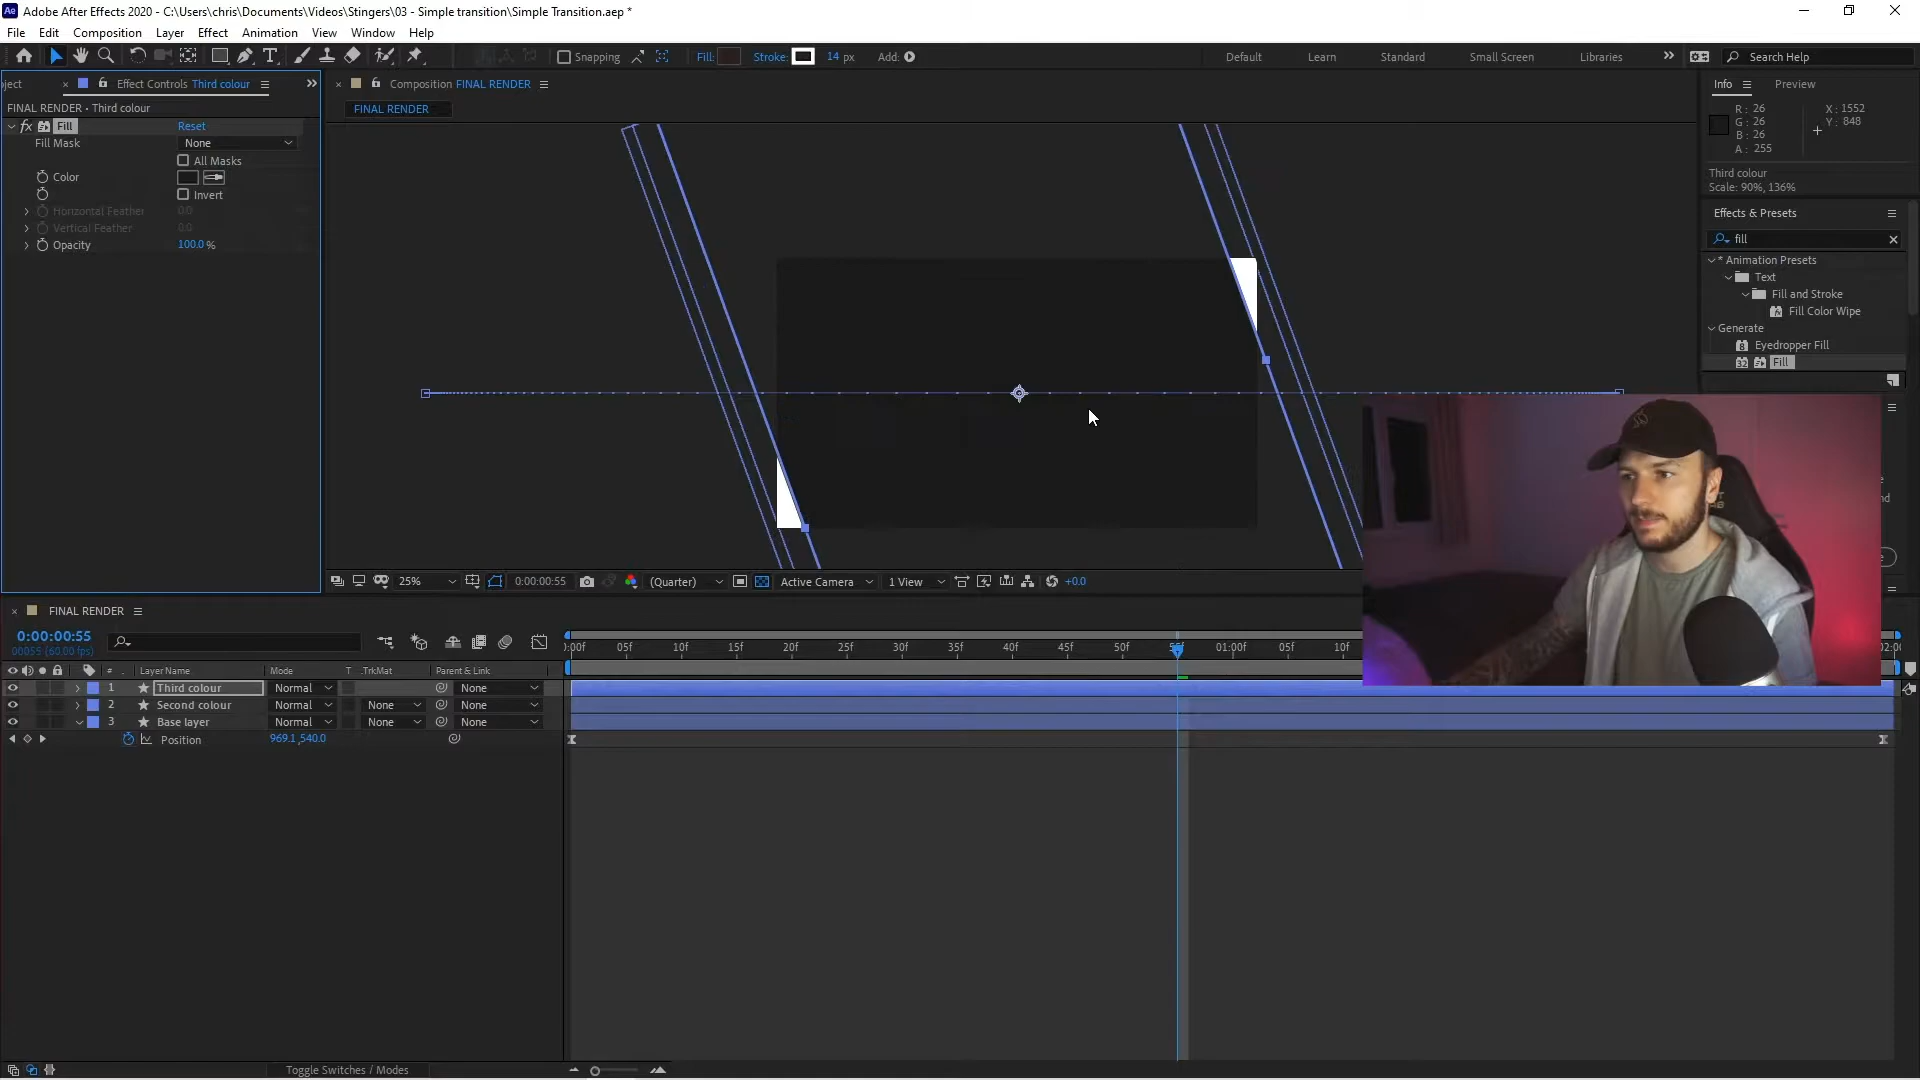 Adobe After Effects 2020 - C:\Users\chris\Documents\Videos\Stingers\03 - Simple transition\Simple Transition.aep *
File Edit Composition Layer Effect Animation View Window Help
Snapping Fill: Stroke: 14 px Add: Default Learn Standard Small Screen Libraries Search Help
oject Effect Controls Third colour
FINAL RENDER • Third colour
fx Fill Reset
Fill Mask None
All Masks
Color
Invert
Horizontal Feather 0.0
Vertical Feather 0.0
Opacity 100.0 %
Composition FINAL RENDER
FINAL RENDER
25% 0:00:00:55 (Quarter) Active Camera 1 View +0.0
Info Preview
R: 26 X: 1552
G: 26 Y: 848
B: 26
A: 255
Third colour
Scale: 90%, 136%
Effects & Presets
fill
* Animation Presets
Text
Fill and Stroke
Fill Color Wipe
Generate
Eyedropper Fill
Fill
FINAL RENDER
0:00:00:55
00055 (60.00 fps)
:00f 05f 10f 15f 20f 25f 30f 35f 40f 45f 50f 01:00f 05f 10f
# Layer Name Mode T .TrkMat Parent & Link
1 Third colour Normal None
2 Second colour Normal None None
3 Base layer Normal None None
Position 969.1,540.0
Toggle Switches / Modes